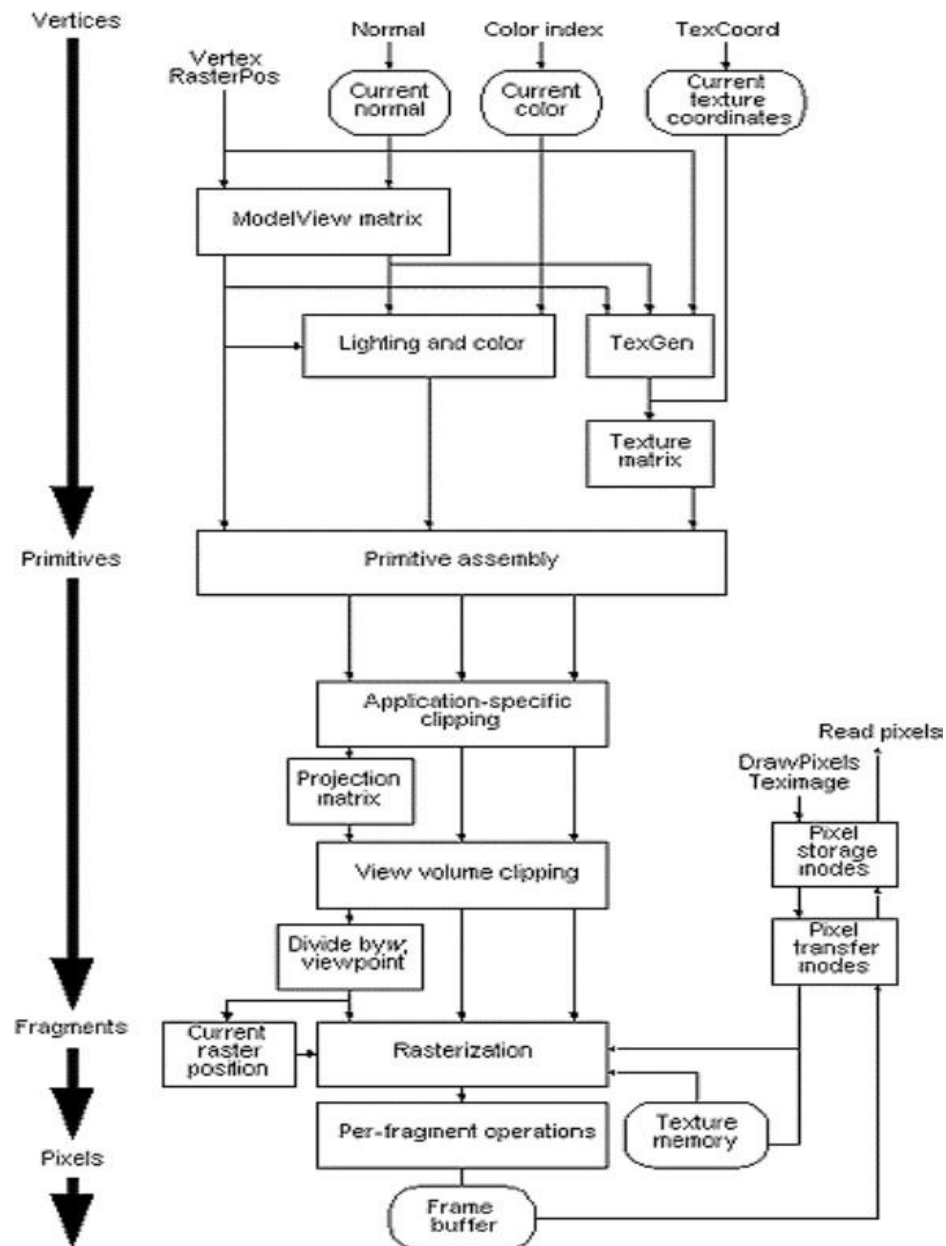 Vertices
Normal
Color index
TexCoord
Vertex
RasterPos
Current
normal
Current
color
Current
texture
coordinates
ModelView matrix
Lighting and color
TexGen
Texture
matrix
Primitives
Primitive assembly
Application-specific
clipping
Read pixels
DrawPixels
Teximage
Projection
matrix
Pixel
storage
modes
View volume clipping
Divide by w,
viewpoint
Pixel
transfer
modes
Fragments
Current
raster
position
Rasterization
Per-fragment operations
Texture
memory
Pixels
Frame
buffer